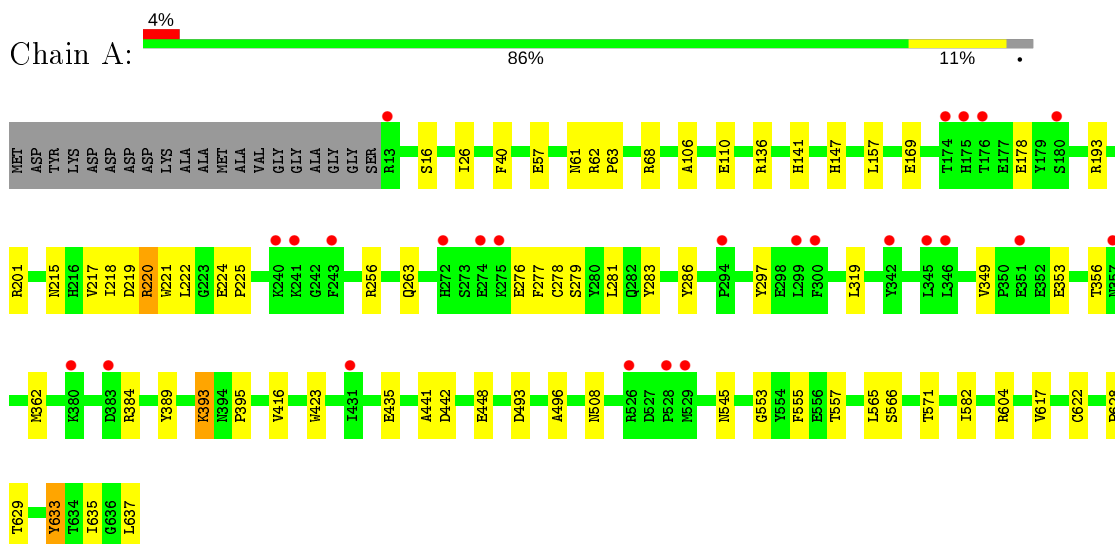 4%
Chain A:
86% 11% •
MET ASP TYR LYS ASP ASP ASP ASP LYS ALA ALA MET ALA VAL GLY GLY ALA GLY GLY SER R13 S16 I26 F40 E57 N61 R62 P63 R68 A106 E110 R136 H141 H147 L157 E169 T174 H175 T176 E177 E178 Y179 S180 R193
R201 N215 H216 V217 I218 D219 R220 W221 L222 G223 E224 P225 K240 K241 G242 F243 R256 Q263 H272 S273 E274 K275 E276 F277 C278 S279 Y280 L281 Q282 Y283 Y286 P294 Y297 E298 L299 F300 L319 Y342 L345 L346 V349 P350 E351 E352 E353 T356 N357
M362 K380 D383 R384 Y389 K393 N394 P395 V416 W423 I431 E435 A441 D442 E448 D493 A496 N508 R526 D527 P528 M529 N545 G553 Y554 F555 E556 T557 L565 S566 T571 I582 R604 V617 C622
T629 Y633 T634 I635 G636 L637